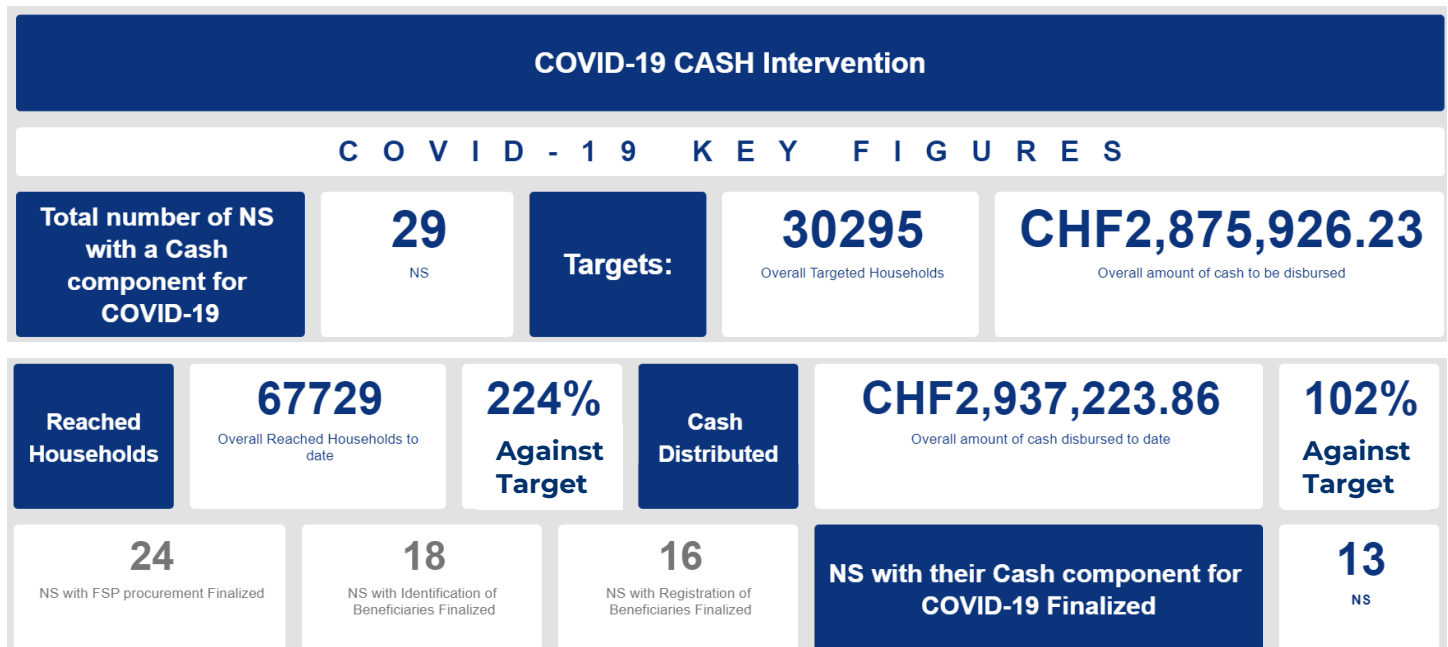 COVID-19 CASH Intervention
COVID-19 KEY FIGURES
Total number of NS
with a Cash
component for
COVID-19
29
NS
Targets:
30295
Overall Targeted Households
CHF2,875,926.23
Overall amount of cash to be disbursed
Reached
Households
67729
Overall Reached Households to
date
224%
Against
Target
Cash
Distributed
CHF2,937,223.86
Overall amount of cash disbursed to date
102%
Against
Target
24
NS with FSP procurement Finalized
18
NS with Identification of
Beneficiaries Finalized
16
NS with Registration of
Beneficiaries Finalized
NS with their Cash component for
COVID-19 Finalized
13
NS